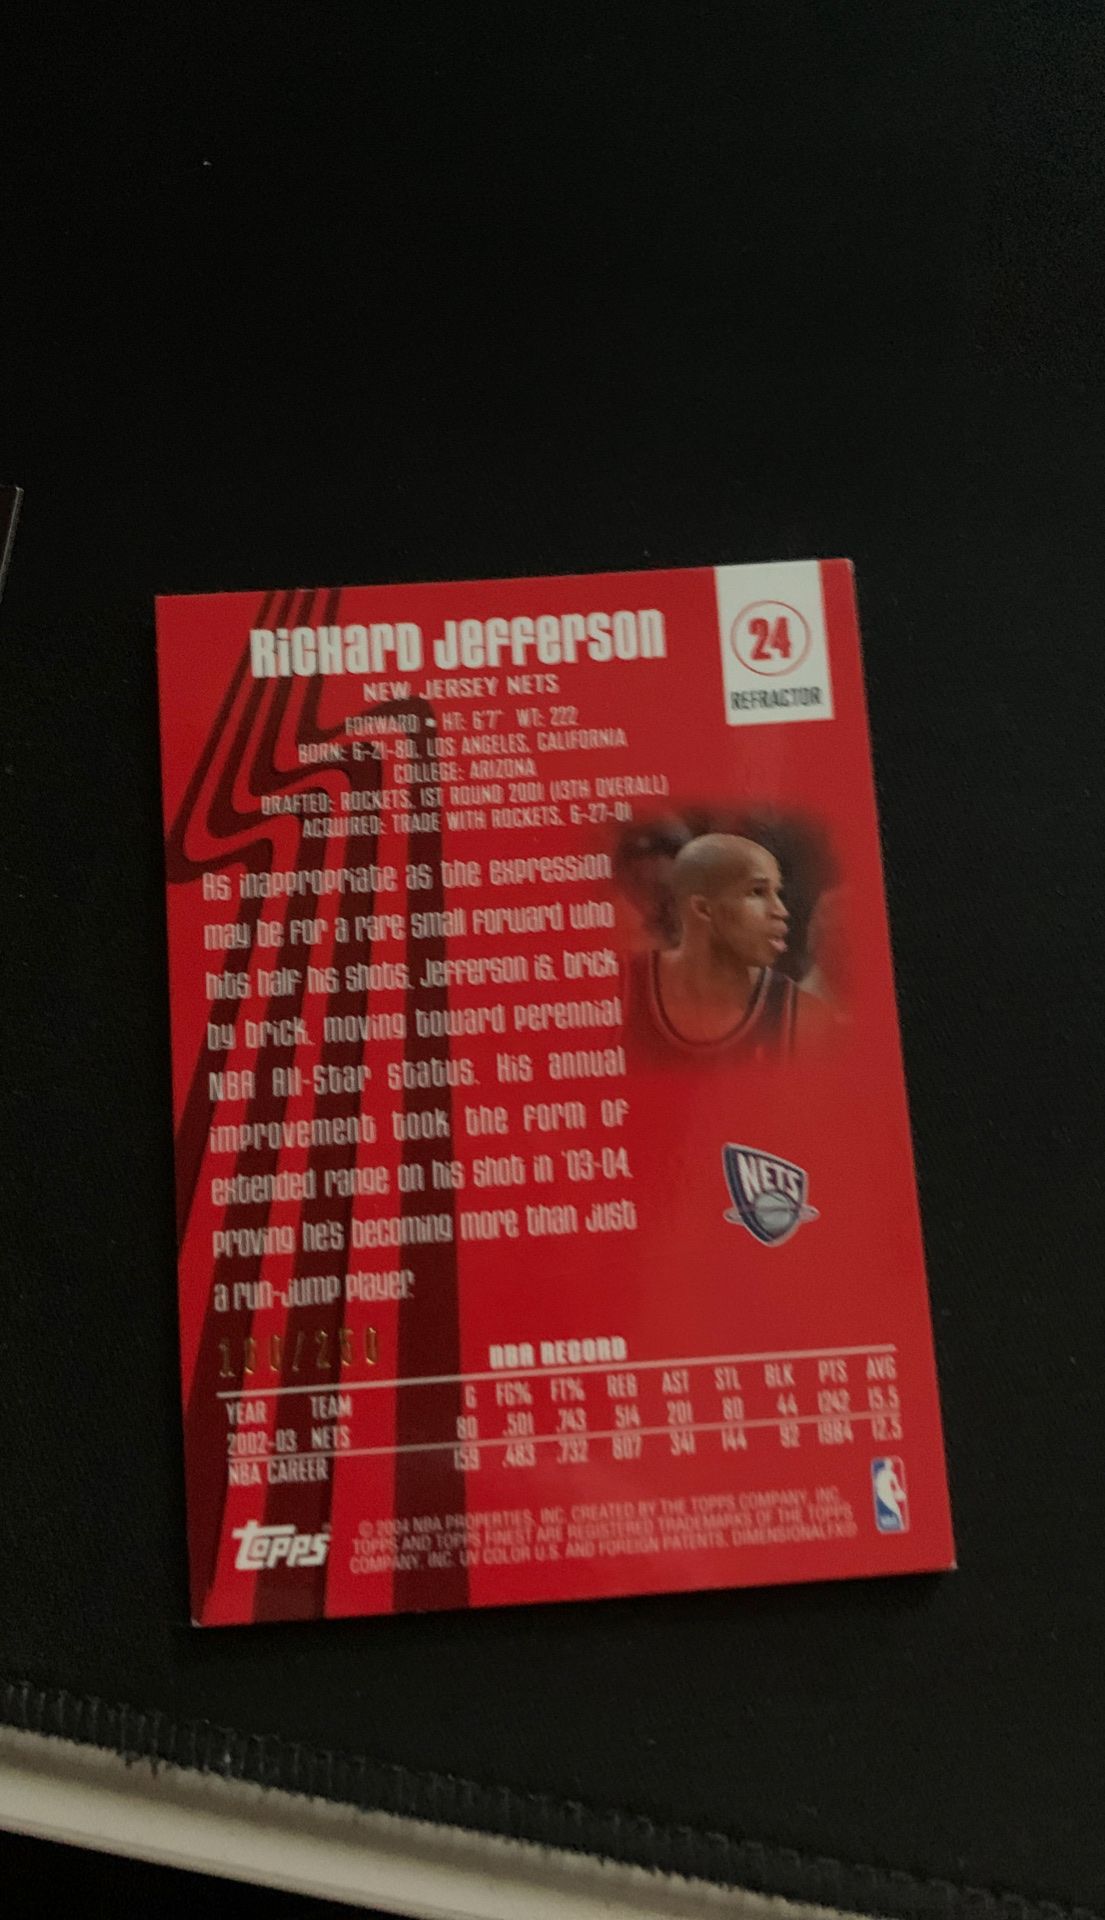 RICHARD JEFFERSON
24
REFRACTOR
NEW JERSEY NETS
FORWARD • HT: 6'7" WT: 222
BORN: 6-21-80, LOS ANGELES, CALIFORNIA
COLLEGE: ARIZONA
DRAFTED: ROCKETS, 1ST ROUND 2001 (13TH OVERALL)
ACQUIRED: TRADE WITH ROCKETS, 6-27-01
As inappropriate as the expression
may be for a rare small forward who
hits half his shots, Jefferson is, brick
by brick, moving toward perennial
NBA All-Star status. His annual
improvement took the form of
extended range on his shot in '03-04,
proving he's becoming more than just
a run-jump player.
NETS
/250
NBA RECORD
YEAR TEAM G FG% FT% REB AST STL BLK PTS AVG
2002-03 NETS 80 .501 .743 514 201 80 44 1242 15.5
NBA CAREER 159 .483 .732 807 341 144 92 1984 12.5
TOPPS
© 2004 NBA PROPERTIES, INC. CREATED BY THE TOPPS COMPANY, INC.
TOPPS AND TOPPS FINEST ARE REGISTERED TRADEMARKS OF THE TOPPS
COMPANY, INC. UV COLOR U.S. AND FOREIGN PATENTS. DIMENSIONALFX®